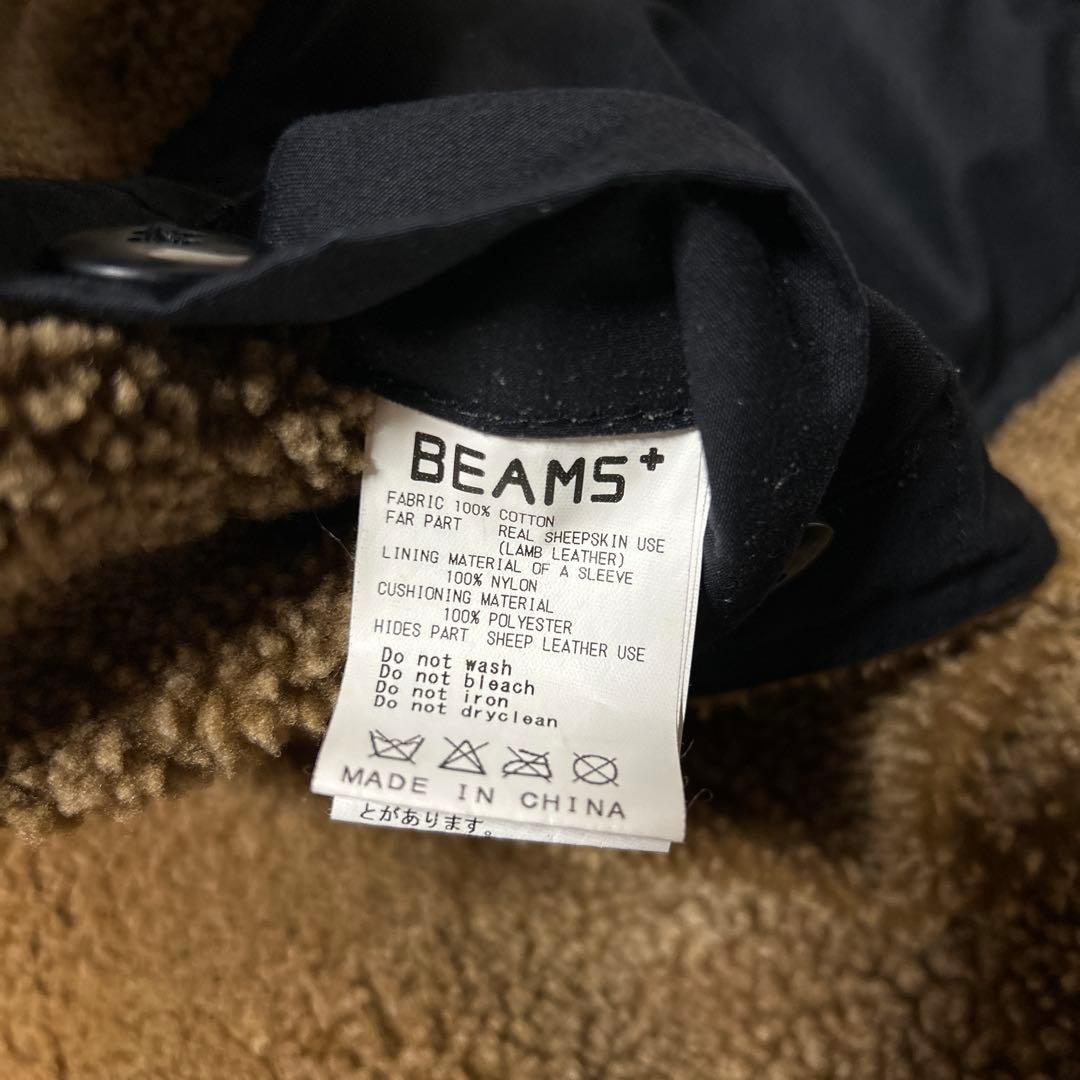 BEAMS+
FABRIC 100% COTTON
FAR PART REAL SHEEPSKIN USE
(LAMB LEATHER)
LINING MATERIAL OF A SLEEVE
100% NYLON
CUSHIONING MATERIAL
100% POLYESTER
HIDES PART SHEEP LEATHER USE
Do not wash
Do not bleach
Do not iron
Do not dryclean
MADE IN CHINA
とがあります。